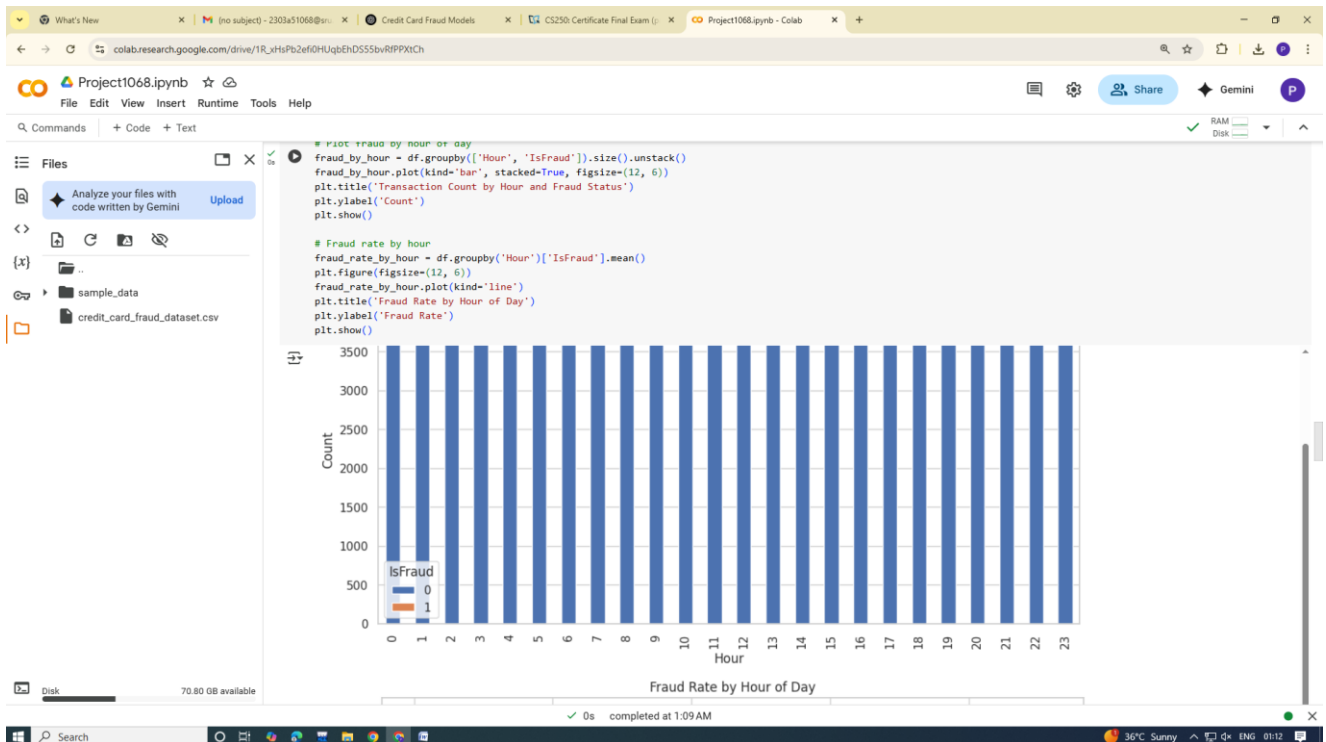 What's New
(no subject) - 2303a51068@sru.
Credit Card Fraud Models
CS250: Certificate Final Exam (p
Project1068.ipynb - Colab
colab.research.google.com/drive/1R_xHsPb2efi0HUqbEhDS55bvRfPPXtCh
Project1068.ipynb
File Edit View Insert Runtime Tools Help
Share
Gemini
P
Commands + Code + Text
RAM
Disk
Files
Analyze your files with
code written by Gemini
Upload
..
sample_data
credit_card_fraud_dataset.csv
{x}
0s
# Plot fraud by hour of day
fraud_by_hour = df.groupby(['Hour', 'IsFraud']).size().unstack()
fraud_by_hour.plot(kind='bar', stacked=True, figsize=(12, 6))
plt.title('Transaction Count by Hour and Fraud Status')
plt.ylabel('Count')
plt.show()
# Fraud rate by hour
fraud_rate_by_hour = df.groupby('Hour')['IsFraud'].mean()
plt.figure(figsize=(12, 6))
fraud_rate_by_hour.plot(kind='line')
plt.title('Fraud Rate by Hour of Day')
plt.ylabel('Fraud Rate')
plt.show()
3500
3000
2500
2000
1500
1000
500
0
Count
IsFraud
0
1
0 1 2 3 4 5 6 7 8 9 10 11 12 13 14 15 16 17 18 19 20 21 22 23
Hour
Fraud Rate by Hour of Day
Disk 70.80 GB available
0s completed at 1:09 AM
Search
36°C Sunny ENG 01:12